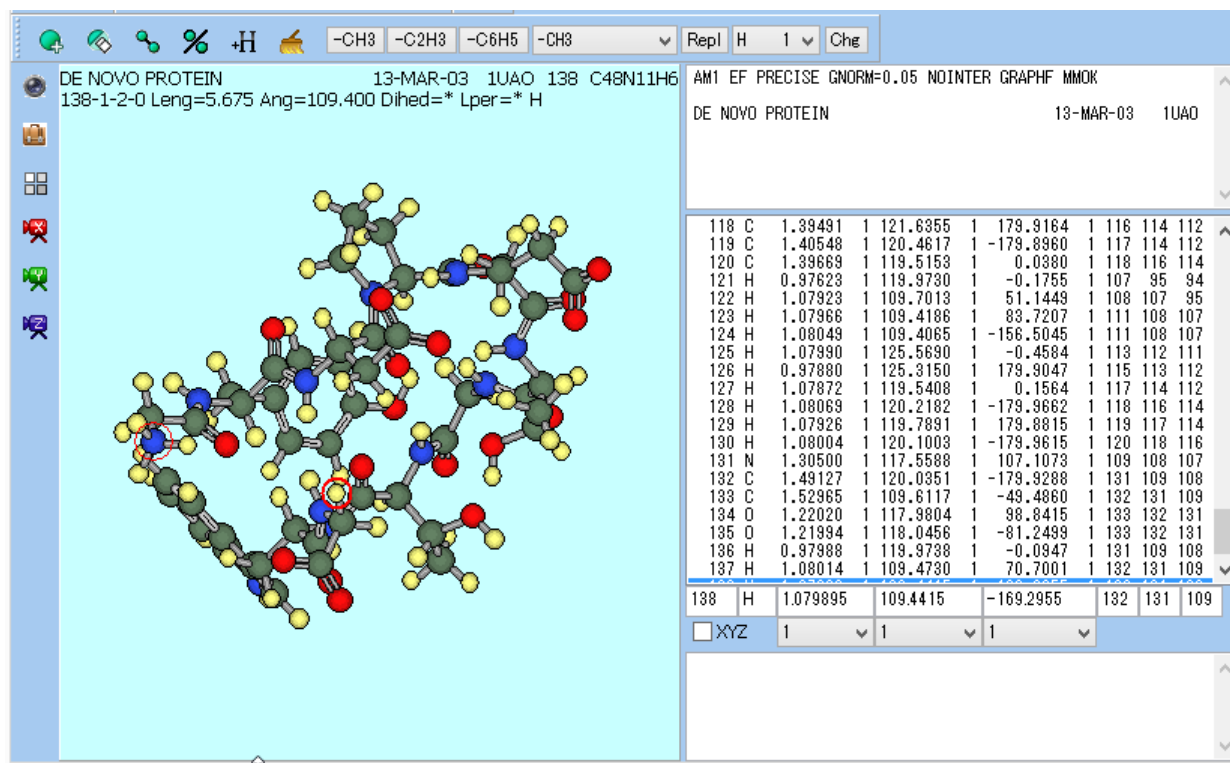 +H -CH3 -C2H3 -C6H5 -CH3 Repl H 1 Chg
DE NOVO PROTEIN 13-MAR-03 1UAO 138 C48N11H6
138-1-2-0 Leng=5.675 Ang=109.400 Dihed=* Lper=* H
AM1 EF PRECISE GNORM=0.05 NOINTER GRAPHF MMOK
DE NOVO PROTEIN 13-MAR-03 1UAO
118 C 1.39491 1 121.6355 1 179.9164 1 116 114 112
119 C 1.40548 1 120.4617 1 -179.8960 1 117 114 112
120 C 1.39669 1 119.5153 1 0.0380 1 118 116 114
121 H 0.97623 1 119.9730 1 -0.1755 1 107 95 94
122 H 1.07923 1 109.7013 1 51.1449 1 108 107 95
123 H 1.07966 1 109.4186 1 83.7207 1 111 108 107
124 H 1.08049 1 109.4065 1 -156.5045 1 111 108 107
125 H 1.07990 1 125.5690 1 -0.4584 1 113 112 111
126 H 0.97880 1 125.3150 1 179.9047 1 115 113 112
127 H 1.07872 1 119.5408 1 0.1564 1 117 114 112
128 H 1.08069 1 120.2182 1 -179.9662 1 118 116 114
129 H 1.07926 1 119.7891 1 179.8815 1 119 117 114
130 H 1.08004 1 120.1003 1 -179.9615 1 120 118 116
131 N 1.30500 1 117.5588 1 107.1073 1 109 108 107
132 C 1.49127 1 120.0351 1 -179.9288 1 131 109 108
133 C 1.52965 1 109.6117 1 -49.4860 1 132 131 109
134 O 1.22020 1 117.9804 1 98.8415 1 133 132 131
135 O 1.21994 1 118.0456 1 -81.2499 1 133 132 131
136 H 0.97988 1 119.9738 1 -0.0947 1 131 109 108
137 H 1.08014 1 109.4730 1 70.7001 1 132 131 109
138 H 1.079895 109.4415 -169.2955 132 131 109
XYZ 1 1 1